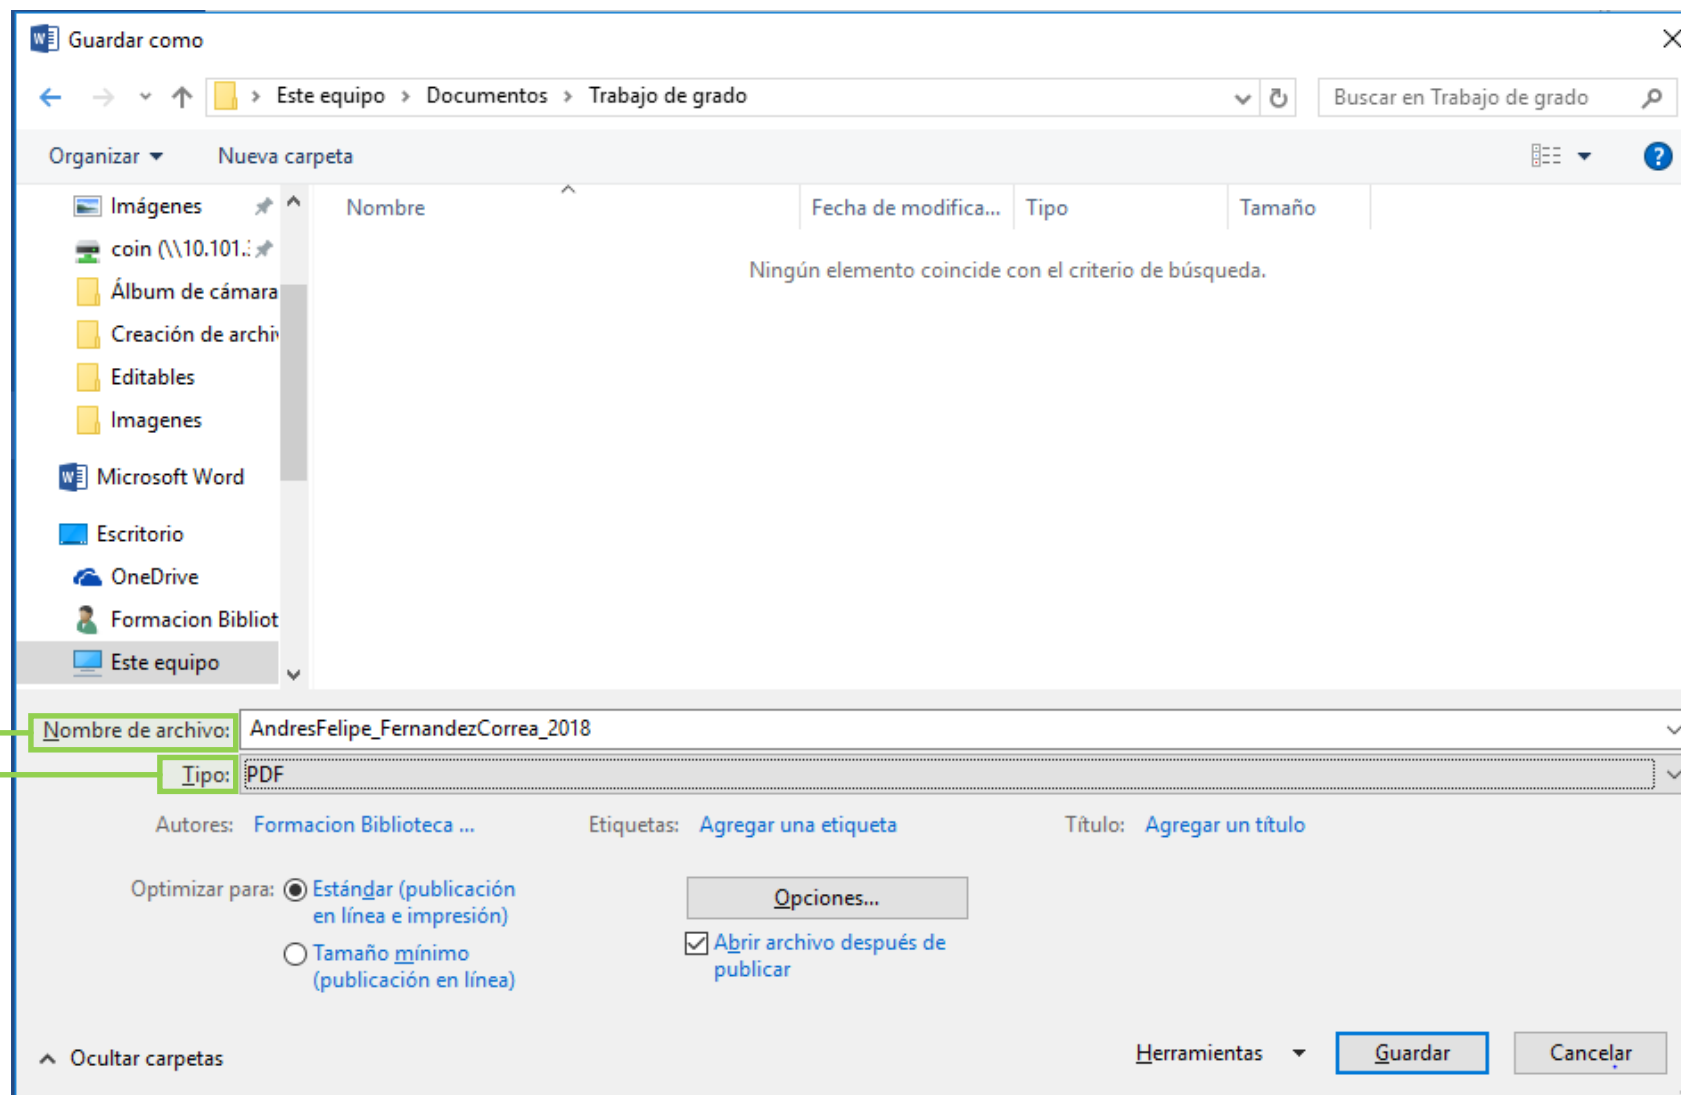 Guardar como
Este equipo > Documentos > Trabajo de grado
Buscar en Trabajo de grado
Organizar
Nueva carpeta
Nombre
Fecha de modifica...
Tipo
Tamaño
Ningún elemento coincide con el criterio de búsqueda.
Imágenes
coin (\\10.101.
Álbum de cámara
Creación de archi
Editables
Imagenes
Microsoft Word
Escritorio
OneDrive
Formacion Bibliot
Este equipo
Nombre de archivo: AndresFelipe_FernandezCorrea_2018
Tipo: PDF
Autores: Formacion Biblioteca ...
Etiquetas: Agregar una etiqueta
Título: Agregar un título
Optimizar para:
Estándar (publicación
en línea e impresión)
Tamaño mínimo
(publicación en línea)
Opciones...
Abrir archivo después de
publicar
Ocultar carpetas
Herramientas
Guardar
Cancelar